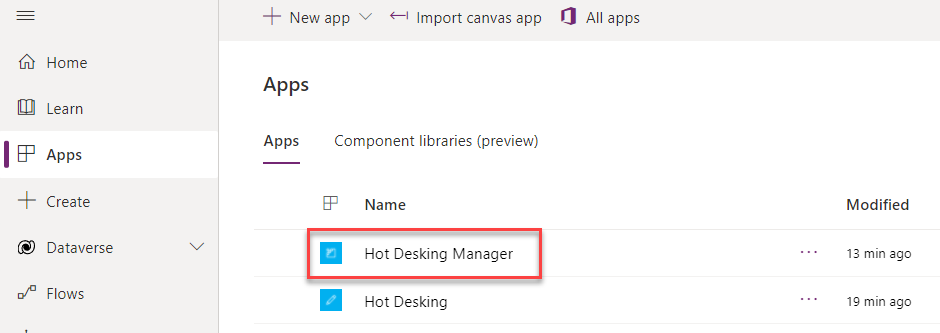 New app
Import canvas app
All apps
Home
Learn
Apps
Create
Dataverse
Flows
Apps
Apps
Component libraries (preview)
Name
Modified
Hot Desking Manager
... 13 min ago
Hot Desking
... 19 min ago